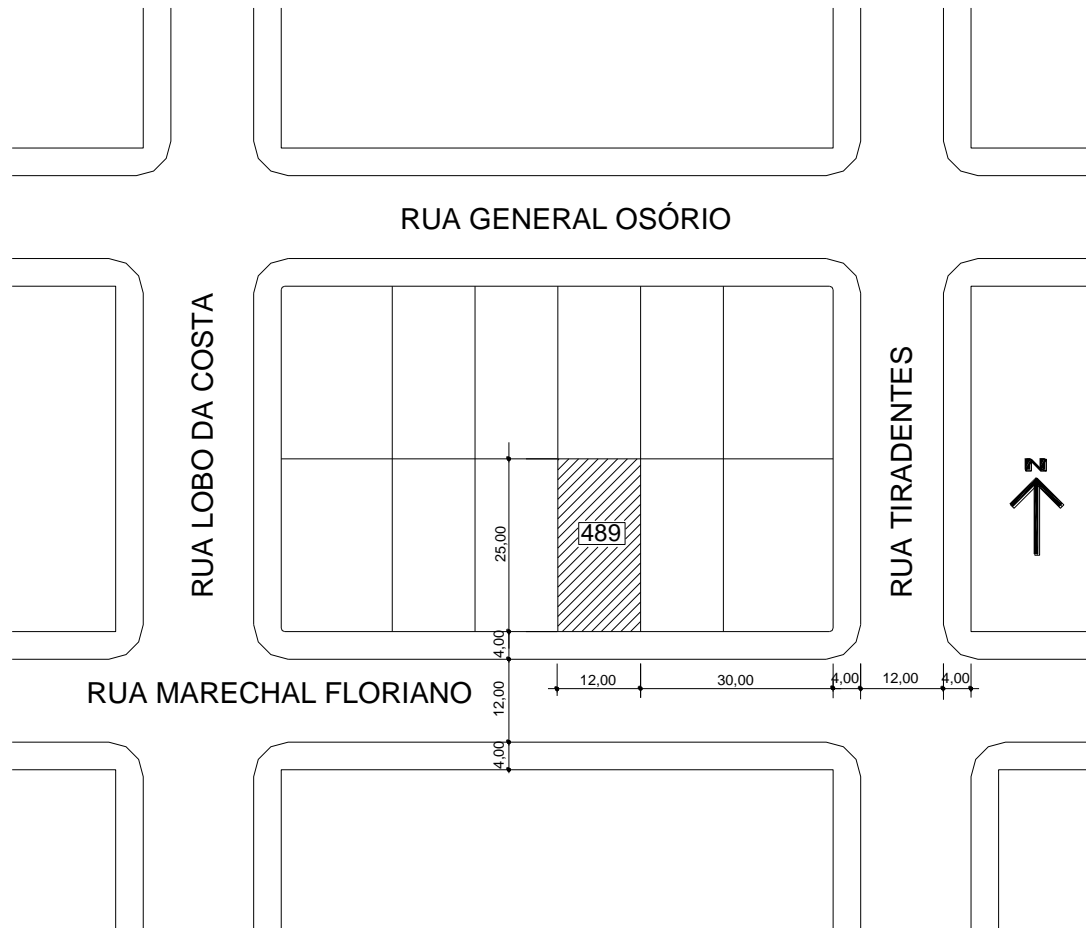 RUA GENERAL OSÓRIO
RUA LOBO DA COSTA
RUA TIRADENTES
N
489
25,00
4,00
RUA MARECHAL FLORIANO
12,00
4,00
12,00
30,00
4,00
12,00
4,00